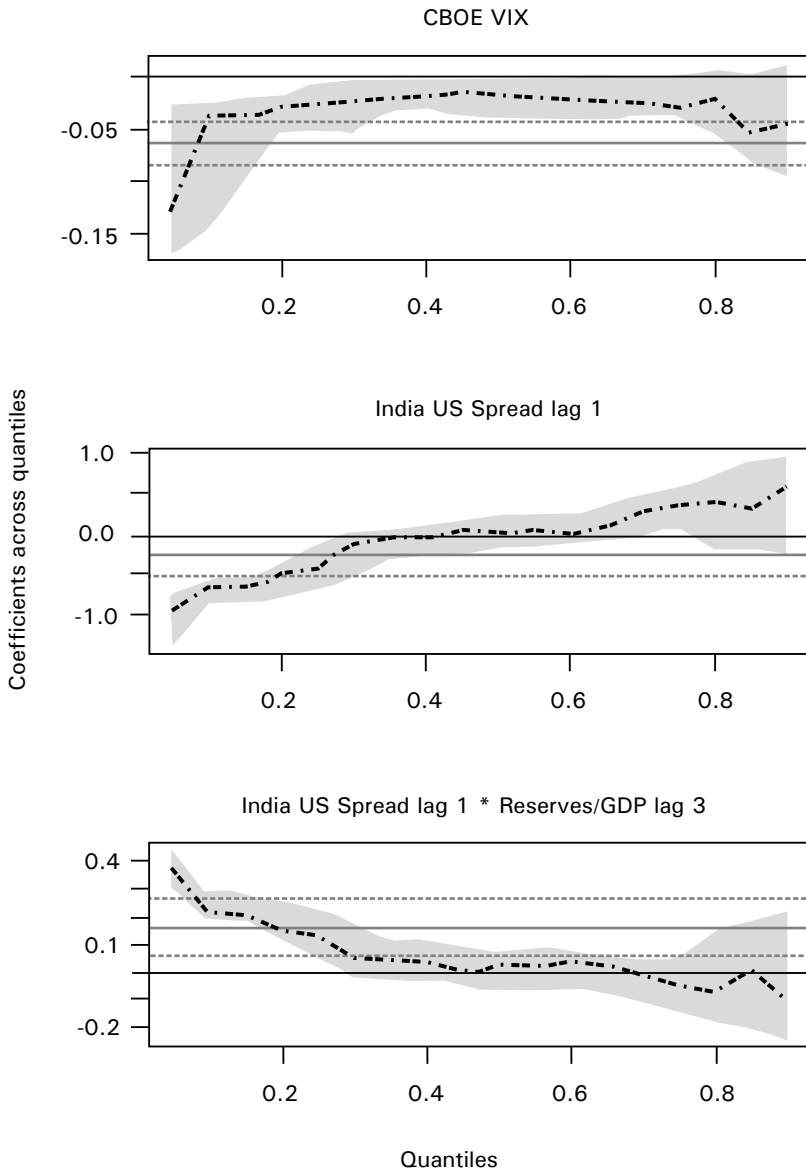 CBOE VIX
-0.05
-0.15
0.2 0.4 0.6 0.8
Coefficients across quantiles
India US Spread lag 1
1.0
0.0
-1.0
0.2 0.4 0.6 0.8
India US Spread lag 1 * Reserves/GDP lag 3
0.4
0.1
-0.2
0.2 0.4 0.6 0.8
Quantiles